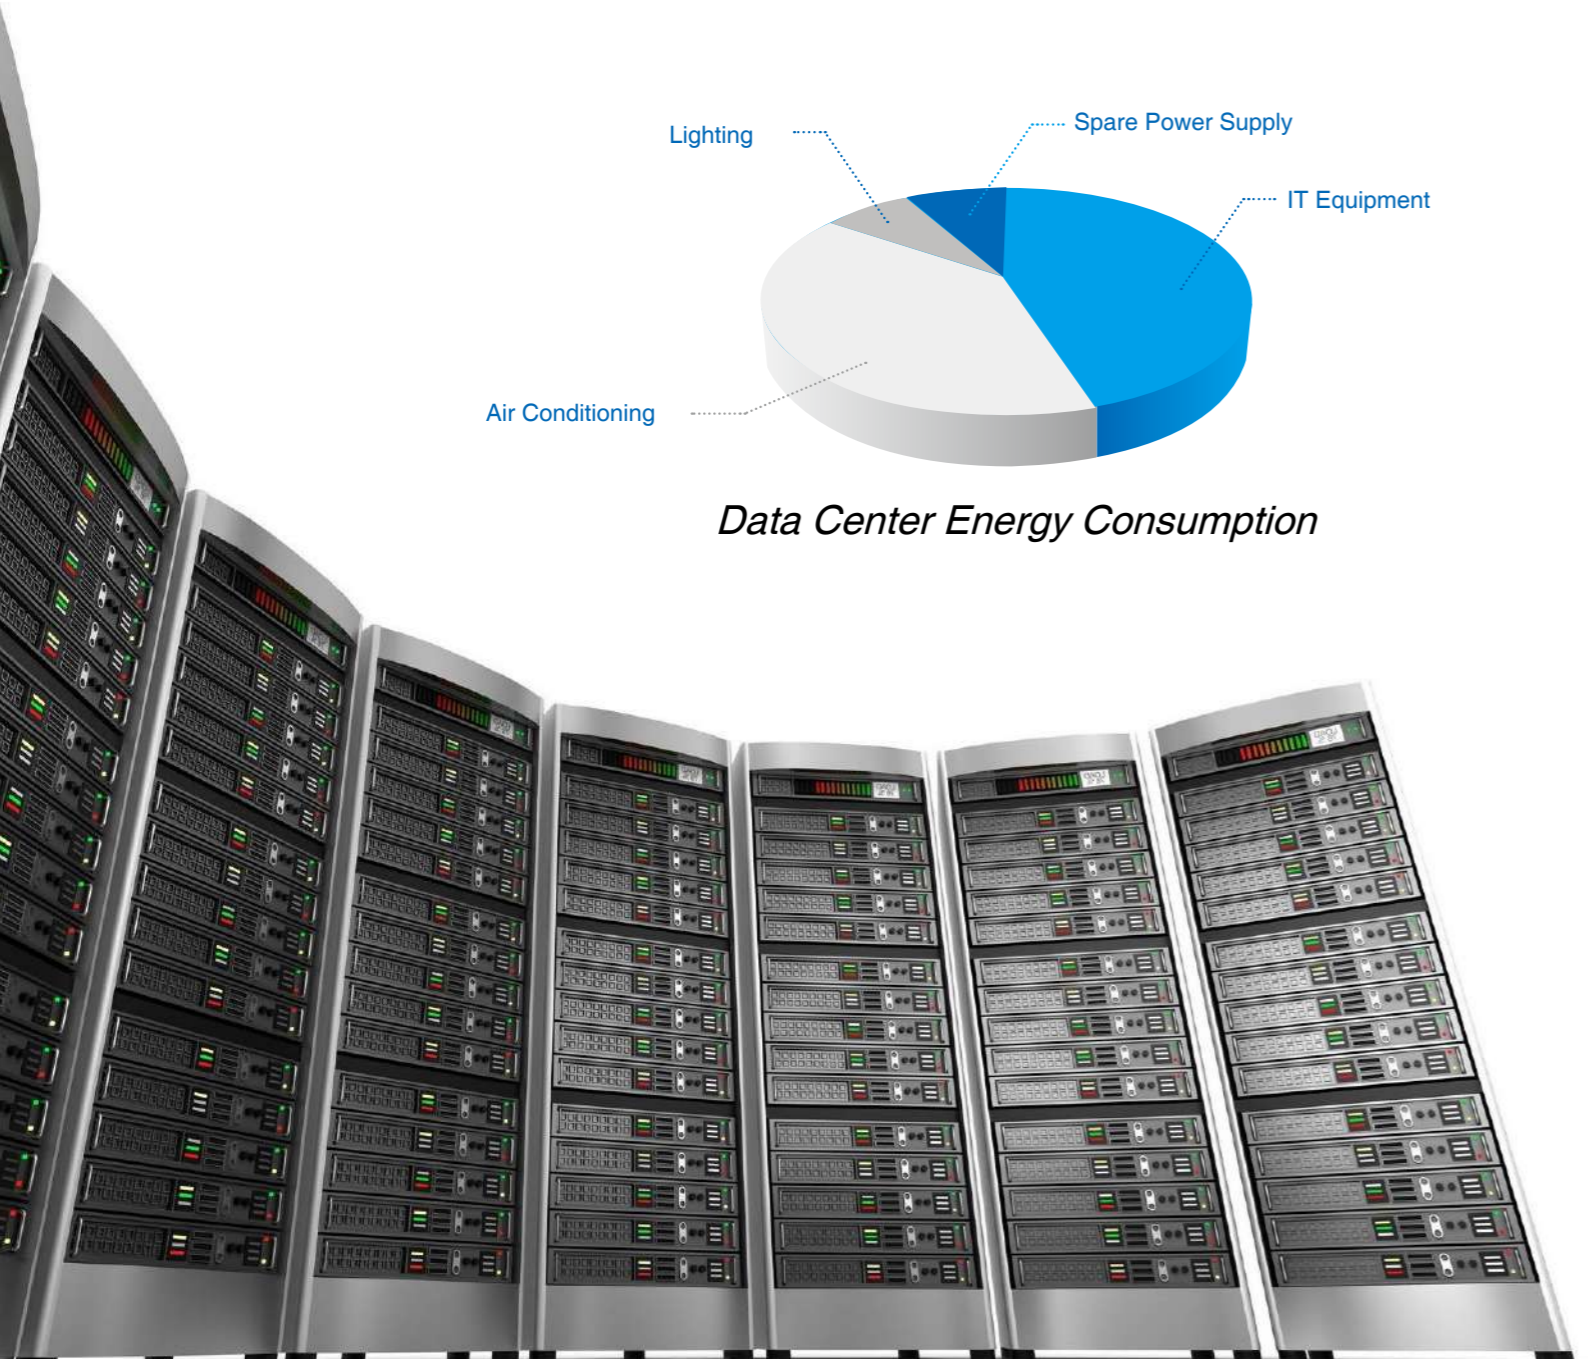 Lighting
Spare Power Supply
IT Equipment
Air Conditioning
Data Center Energy Consumption